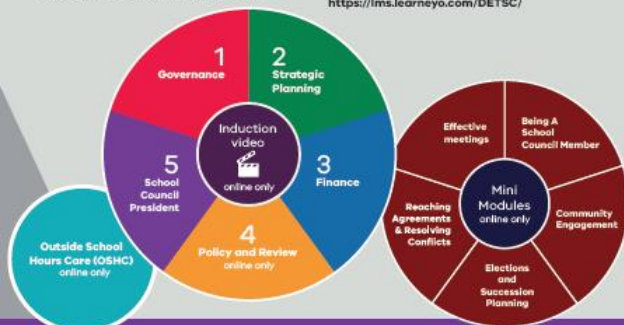 https://lms.learneyo.com/DETSC/
1
Governance
2
Strategic
Planning
Induction
video
online only
5
School
Council
President
3
Finance
4
Policy and Review
online only
Outside School
Hours Care (OSHC)
online only
Effective
meetings
Being A
School
Council Member
Mini
Modules
online only
Reaching
Agreements
& Resolving
Conflicts
Community
Engagement
Elections
and
Succession
Planning